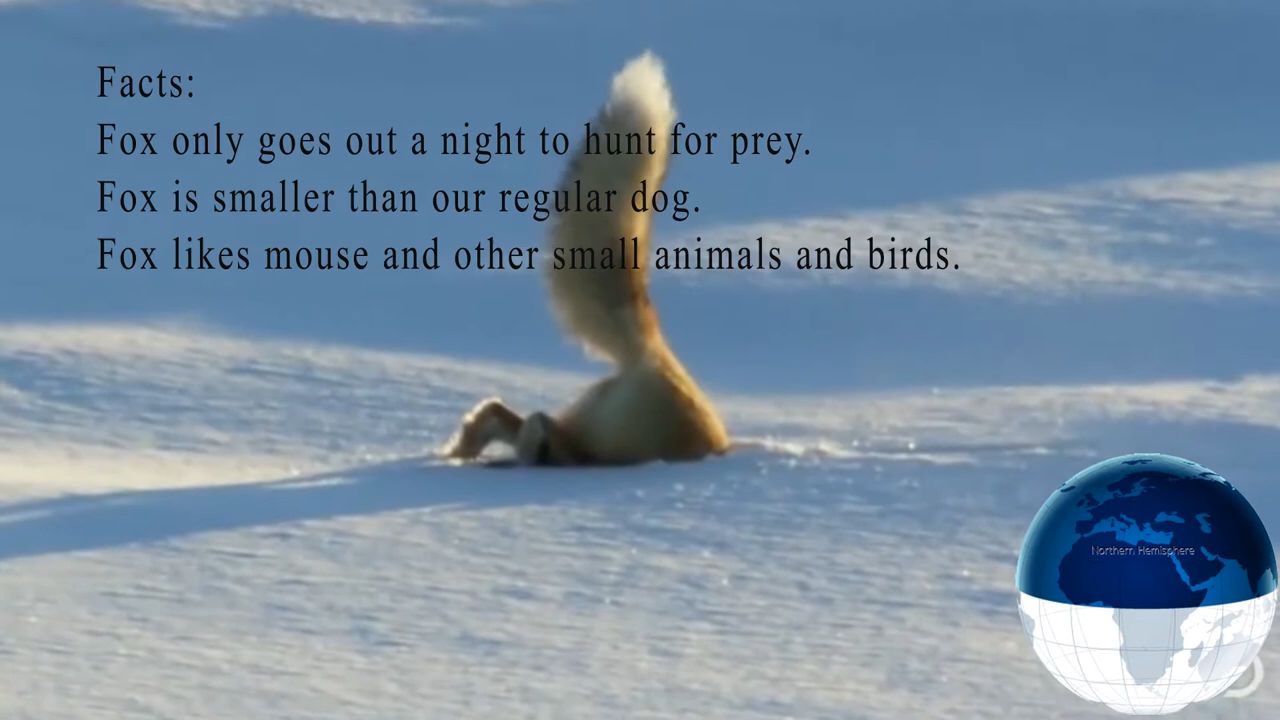 Facts:
Fox only goes out a night to hunt for prey.
Fox is smaller than our regular dog.
Fox likes mouse and other small animals and birds.
Northern Hemisphere